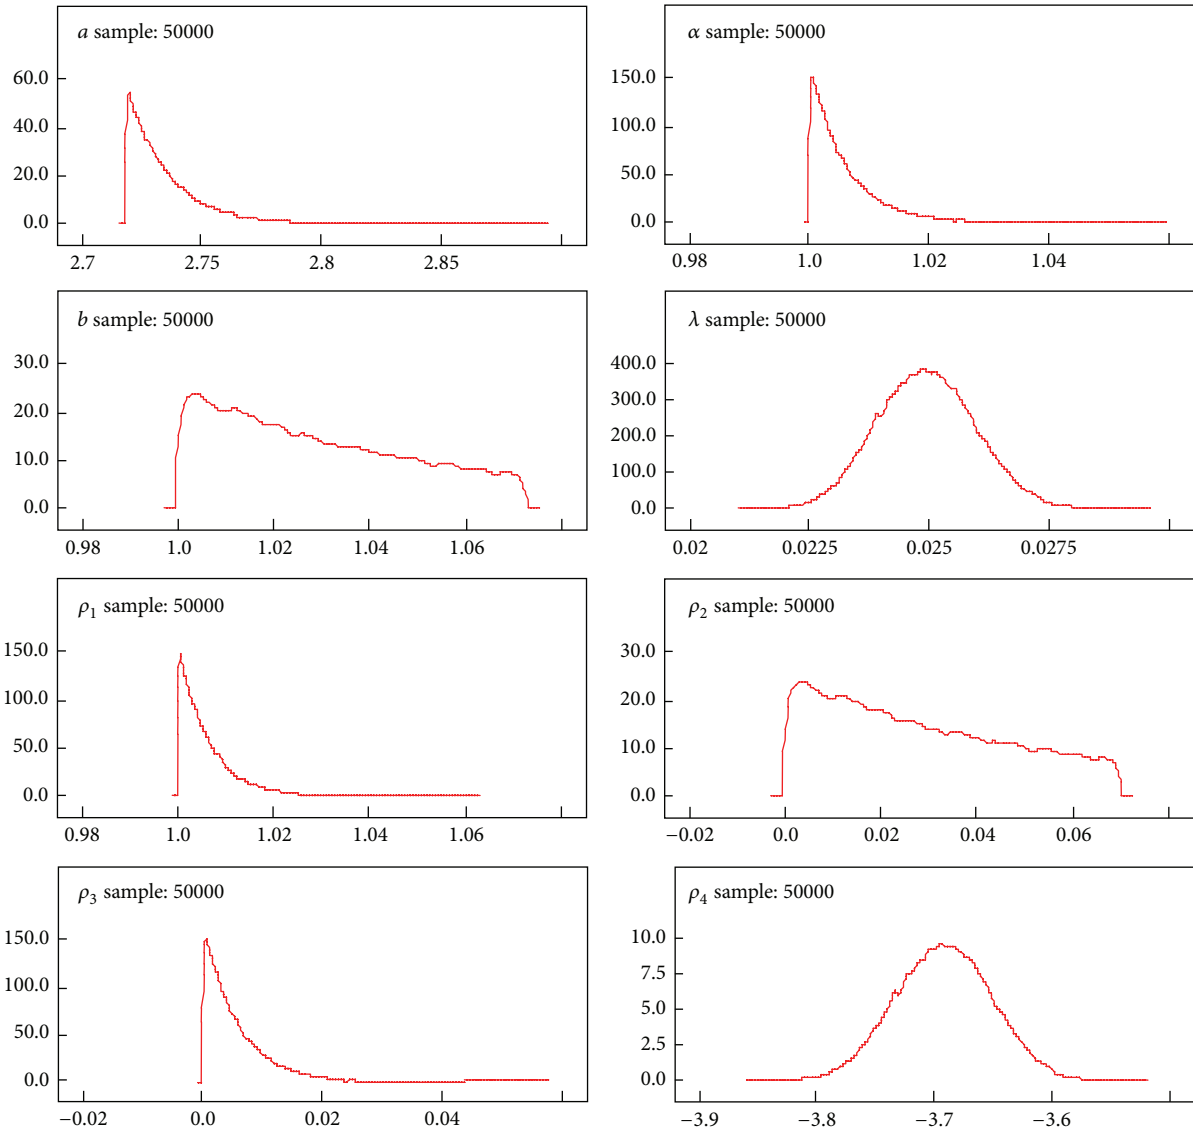 a sample: 50000
60.0
40.0
20.0
0.0
2.7 2.75 2.8 2.85
α sample: 50000
150.0
100.0
50.0
0.0
0.98 1.0 1.02 1.04
b sample: 50000
30.0
20.0
10.0
0.0
0.98 1.0 1.02 1.04 1.06
λ sample: 50000
400.0
300.0
200.0
100.0
0.0
0.02 0.0225 0.025 0.0275
ρ₁ sample: 50000
150.0
100.0
50.0
0.0
0.98 1.0 1.02 1.04 1.06
ρ₂ sample: 50000
30.0
20.0
10.0
0.0
−0.02 0.0 0.02 0.04 0.06
ρ₃ sample: 50000
150.0
100.0
50.0
0.0
−0.02 0.0 0.02 0.04
ρ₄ sample: 50000
10.0
7.5
5.0
2.5
0.0
−3.9 −3.8 −3.7 −3.6